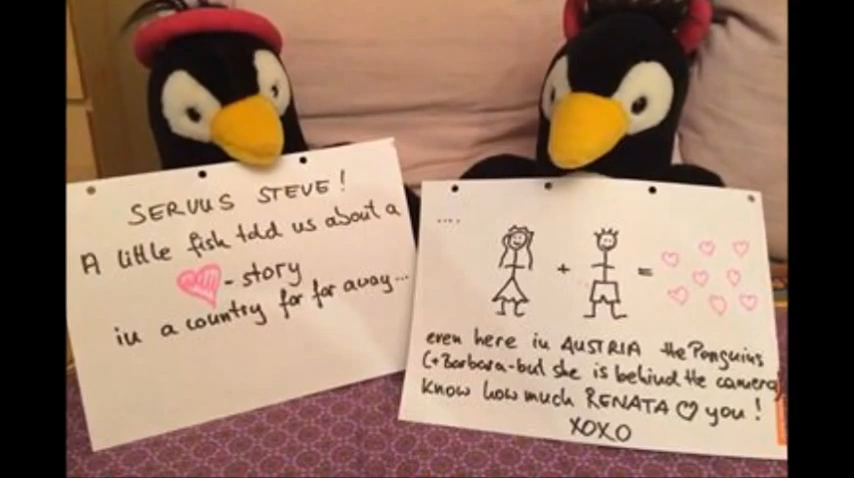 SERVUS STEVE!
A little fish told us about a
♥-story
in a country far far away...
....
+ =
even here in AUSTRIA the Penguins
(+Barbara-but she is behind the camera)
know how much RENATA ♡ you!
XOXO